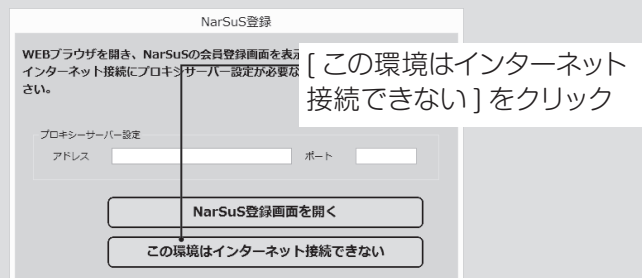 NarSuS登録
WEBブラウザを開き、NarSuSの会員登録画面を表示
インターネット接続にプロキシサーバー設定が必要な
さい。
[ この環境はインターネット
接続できない ] をクリック
プロキシーサーバー設定
アドレス ポート
NarSuS登録画面を開く
この環境はインターネット接続できない